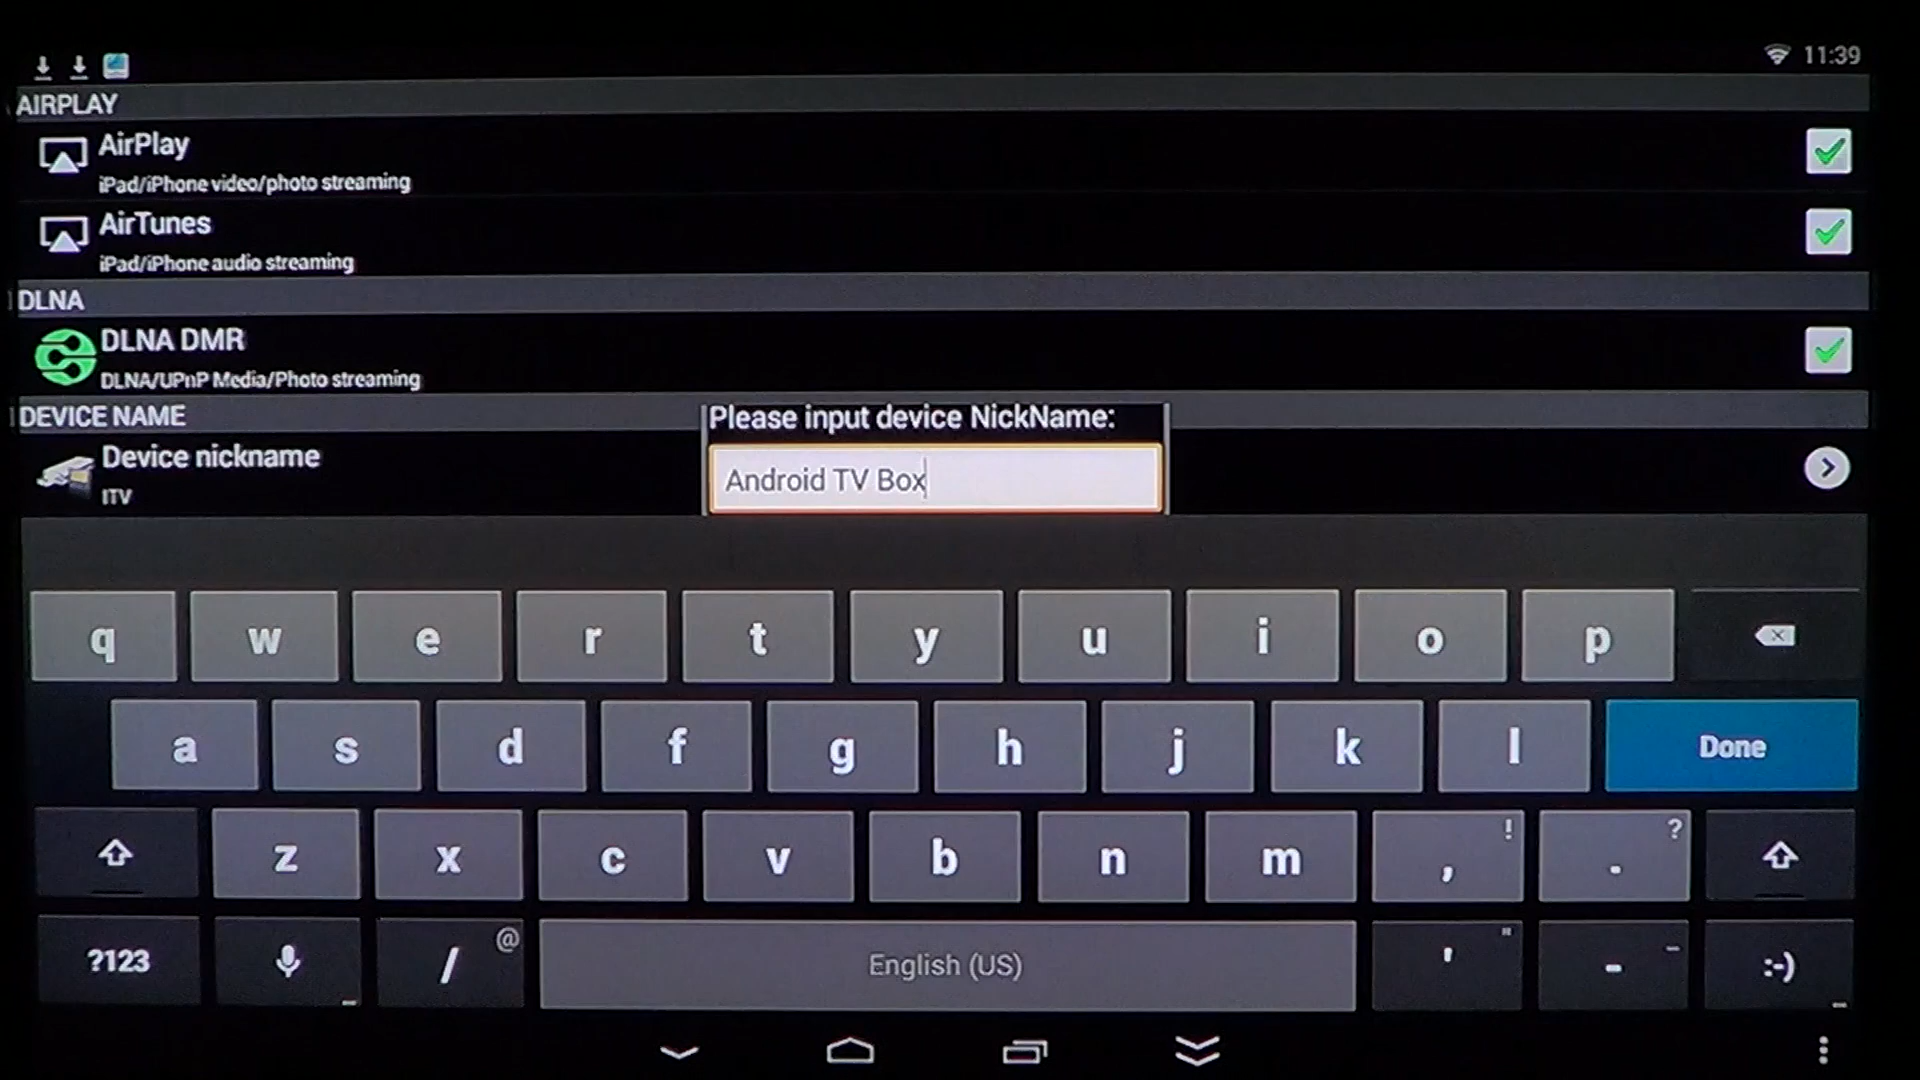 11:39
AIRPLAY
AirPlay
iPad/iPhone video/photo streaming
AirTunes
iPad/iPhone audio streaming
DLNA
DLNA DMR
DLNA/UPnP Media/Photo streaming
DEVICE NAME
Please input device NickName:
Device nickname
ITV
Android TV Box
q w e r t y u i o p
a s d f g h j k l Done
z x c v b n m , ! . ?
?123 / @ English (US) ' " - _ :-)